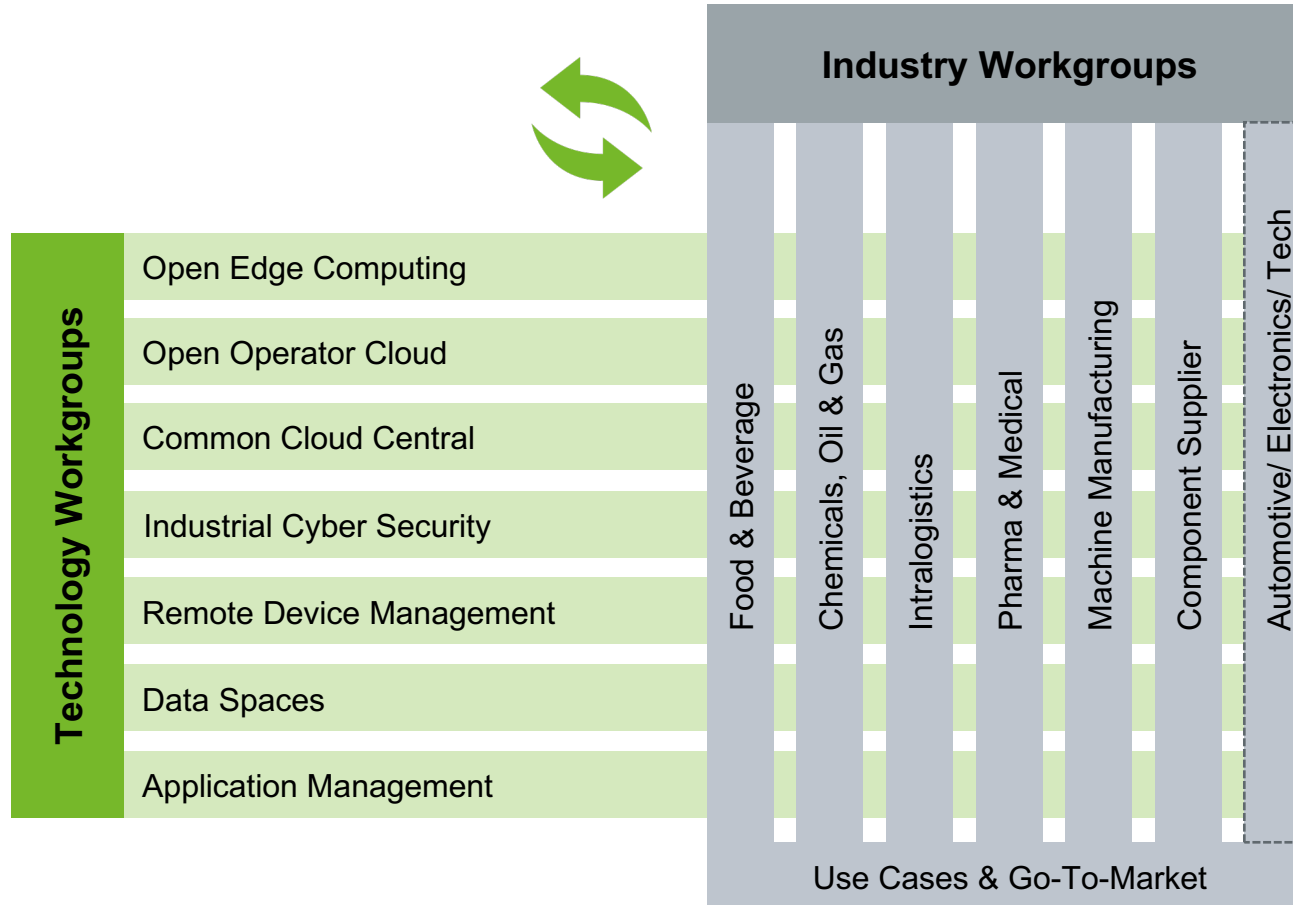 Industry Workgroups
Technology Workgroups
Open Edge Computing
Open Operator Cloud
Common Cloud Central
Industrial Cyber Security
Remote Device Management
Data Spaces
Application Management
Food & Beverage
Chemicals, Oil & Gas
Intralogistics
Pharma & Medical
Machine Manufacturing
Component Supplier
Automotive/ Electronics/ Tech
Use Cases & Go-To-Market